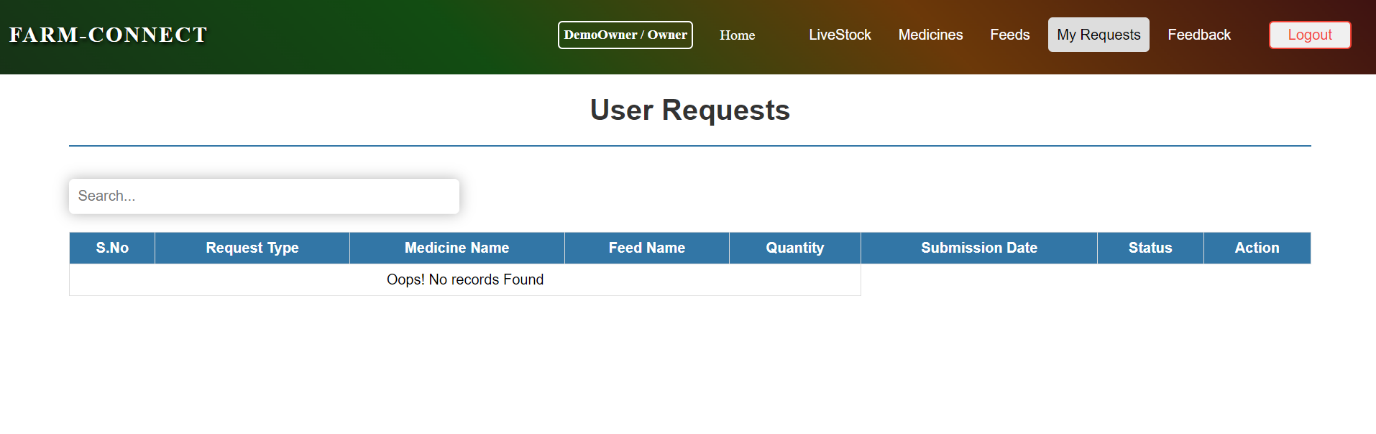 FARM-CONNECT DemoOwner / Owner Home LiveStock Medicines Feeds My Requests Feedback Logout
User Requests
Search...
S.No Request Type Medicine Name Feed Name Quantity Submission Date Status Action
Oops! No records Found